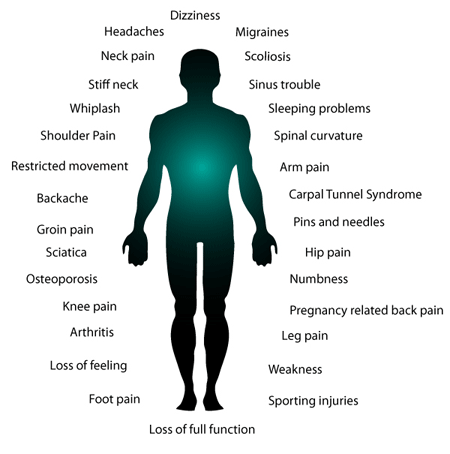 Dizziness
Headaches
Migraines
Neck pain
Scoliosis
Stiff neck
Sinus trouble
Whiplash
Sleeping problems
Shoulder Pain
Spinal curvature
Restricted movement
Arm pain
Backache
Carpal Tunnel Syndrome
Groin pain
Pins and needles
Sciatica
Hip pain
Osteoporosis
Numbness
Knee pain
Pregnancy related back pain
Arthritis
Leg pain
Loss of feeling
Weakness
Foot pain
Sporting injuries
Loss of full function